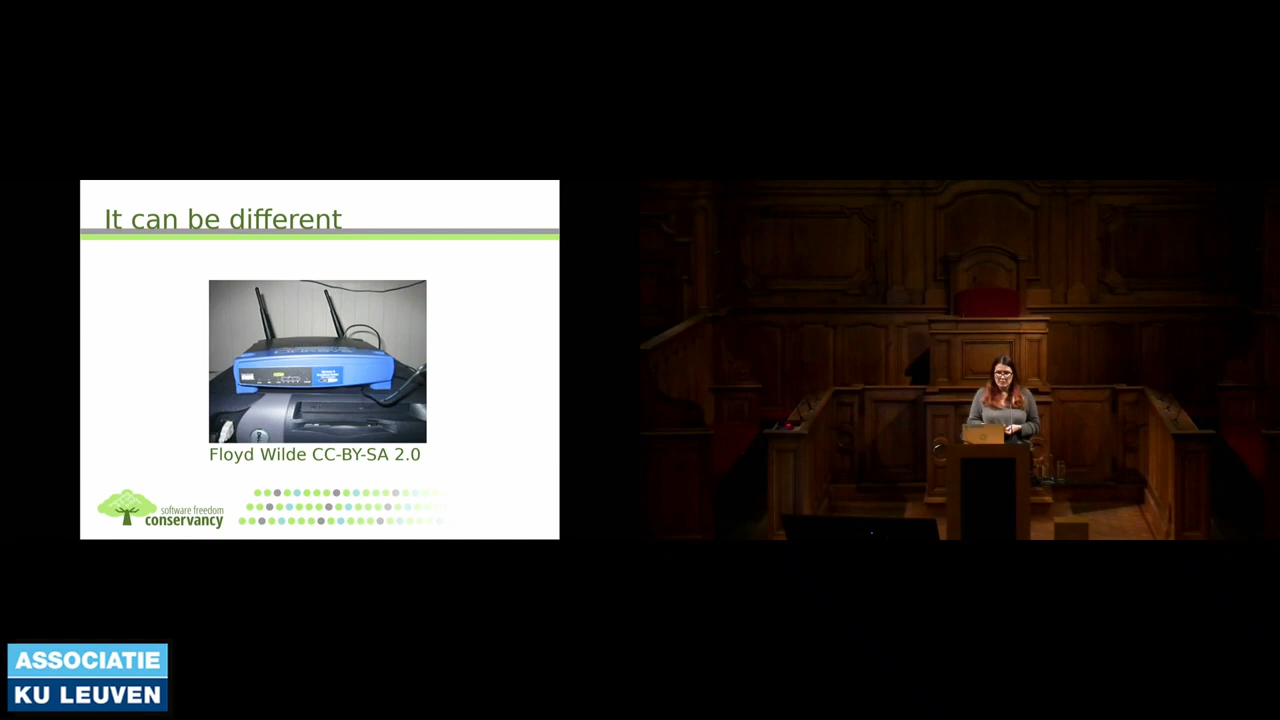 It can be different
Floyd Wilde CC-BY-SA 2.0
software freedom
conservancy
ASSOCIATIE
KU LEUVEN